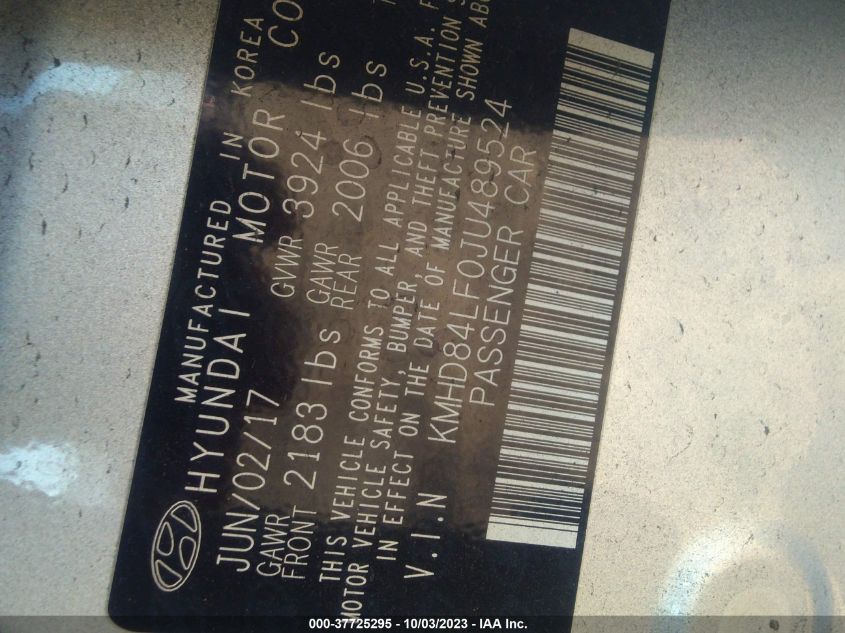 MANUFACTURED IN KOREA
HYUNDAI MOTOR CO
JUN/02/17 GVWR 3924 lbs
GAWR FRONT 2183 lbs GAWR REAR 2006 lbs
THIS VEHICLE CONFORMS TO ALL APPLICABLE U.S.A. F
MOTOR VEHICLE SAFETY, BUMPER, AND THEFT PREVENTION S
IN EFFECT ON THE DATE OF MANUFACTURE SHOWN ABO
V.I.N KMHD84LF0JU489524
PASSENGER CAR
000-37725295 - 10/03/2023 - IAA Inc.